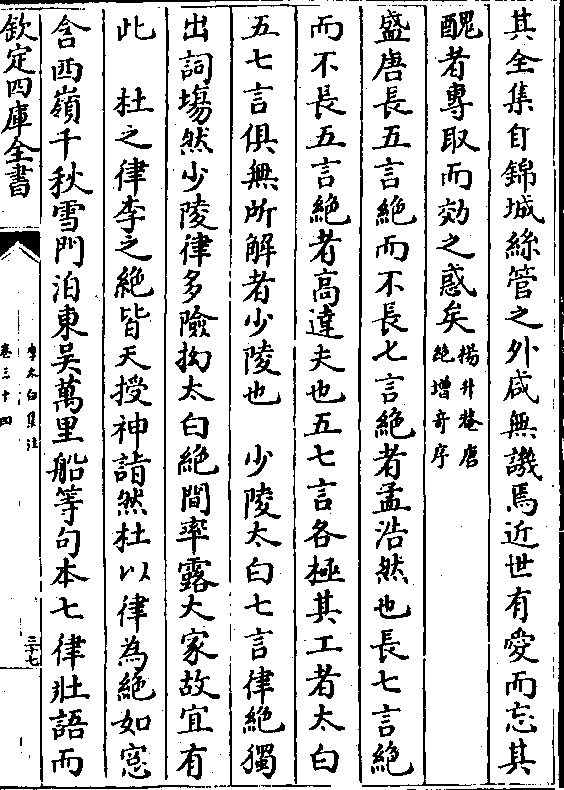 其全集自錦城絲管之外咸無譏焉近世有愛而忘其
醜者專取而效之惑矣楊升菴唐絶增奇序
盛唐長五言絶而不長七言絶者孟浩然也長七言絶
而不長五言絶者高達夫也五七言各極其工者太白
五七言俱無所解者少陵也　少陵太白七言律絶獨
出詞塲然少陵律多險拗太白絶間率露大家故宜有
此　杜之律李之絶皆天授神詣然杜以律為絶如窓
含西嶺千秋雪門泊東吳萬里船等句本七律壯語而
欽定四庫全書
李太白集注
卷三十四
三十七